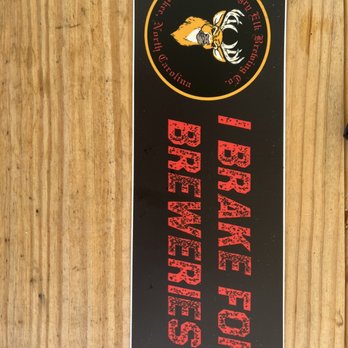 Elk Brewing Co.
North Carolina
I BRAKE FOR
BREWERIES